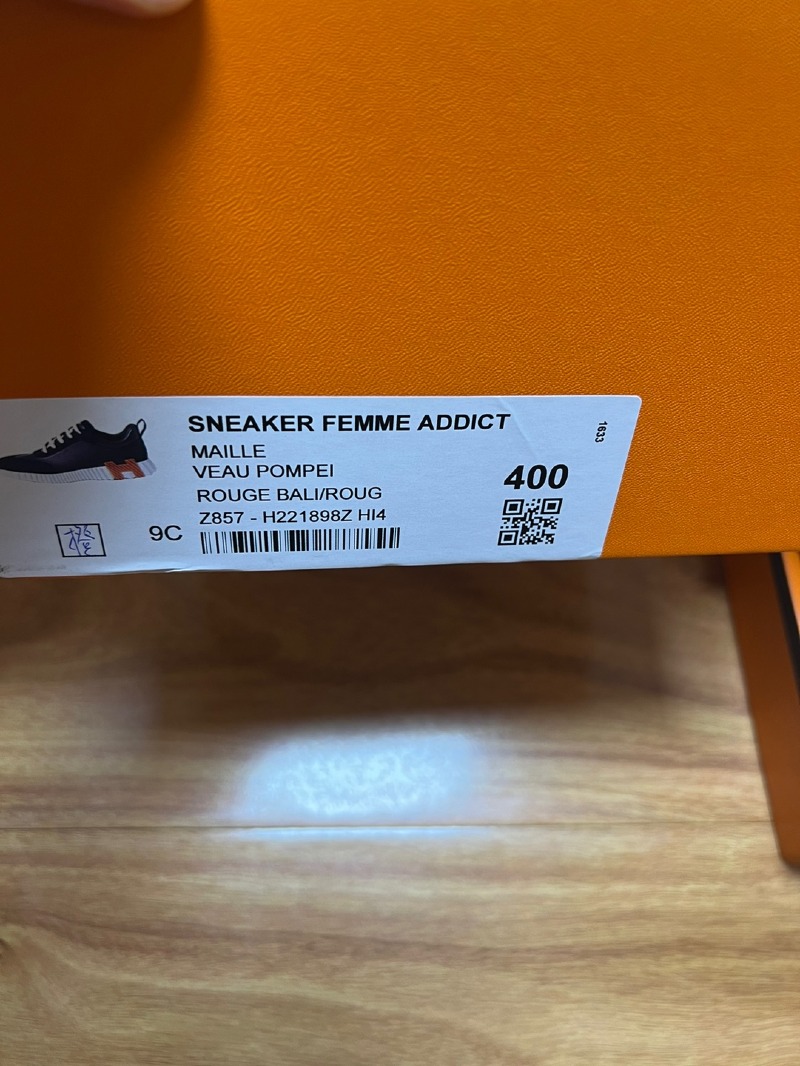 SNEAKER FEMME ADDICT
MAILLE
VEAU POMPEI
ROUGE BALI/ROUG
Z857 - H221898Z HI4
9C
400
1633
H